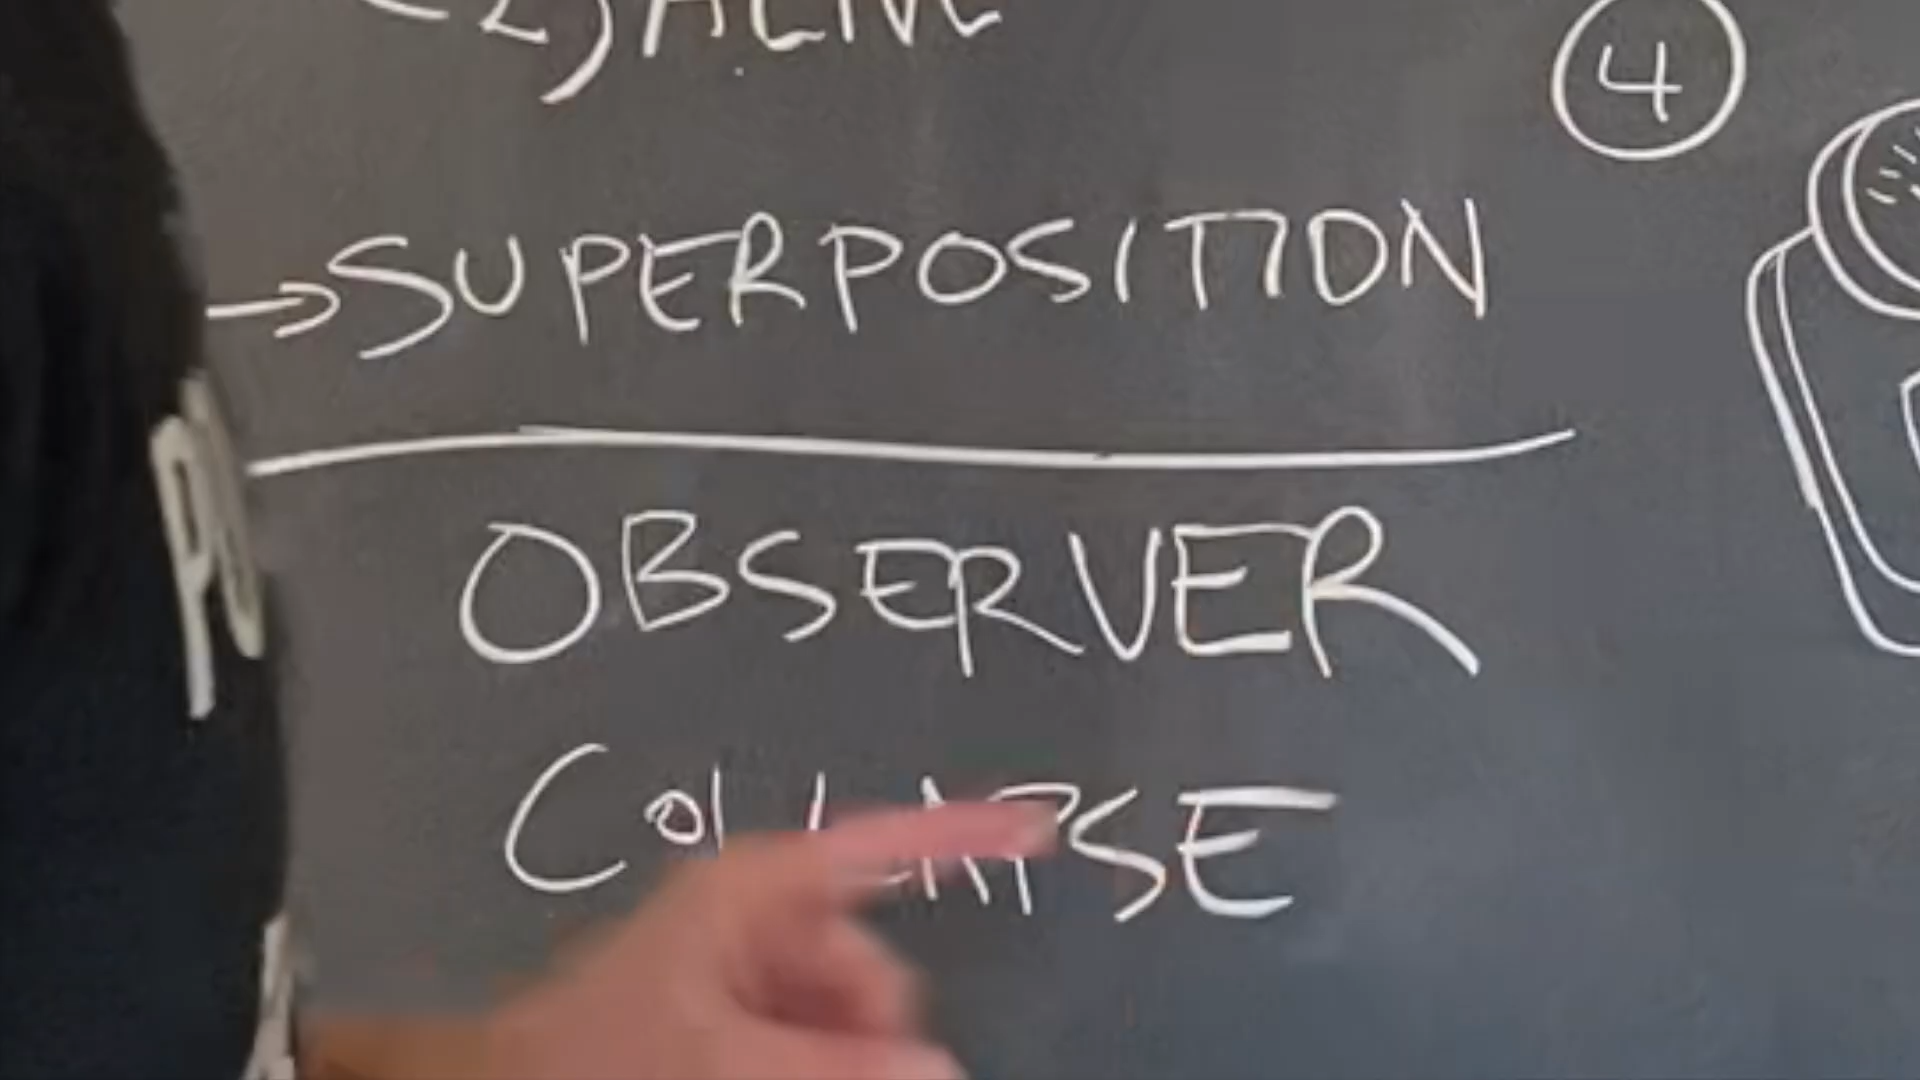 2) ALIVE
4
→SUPERPOSITION
OBSERVER
COLLAPSE